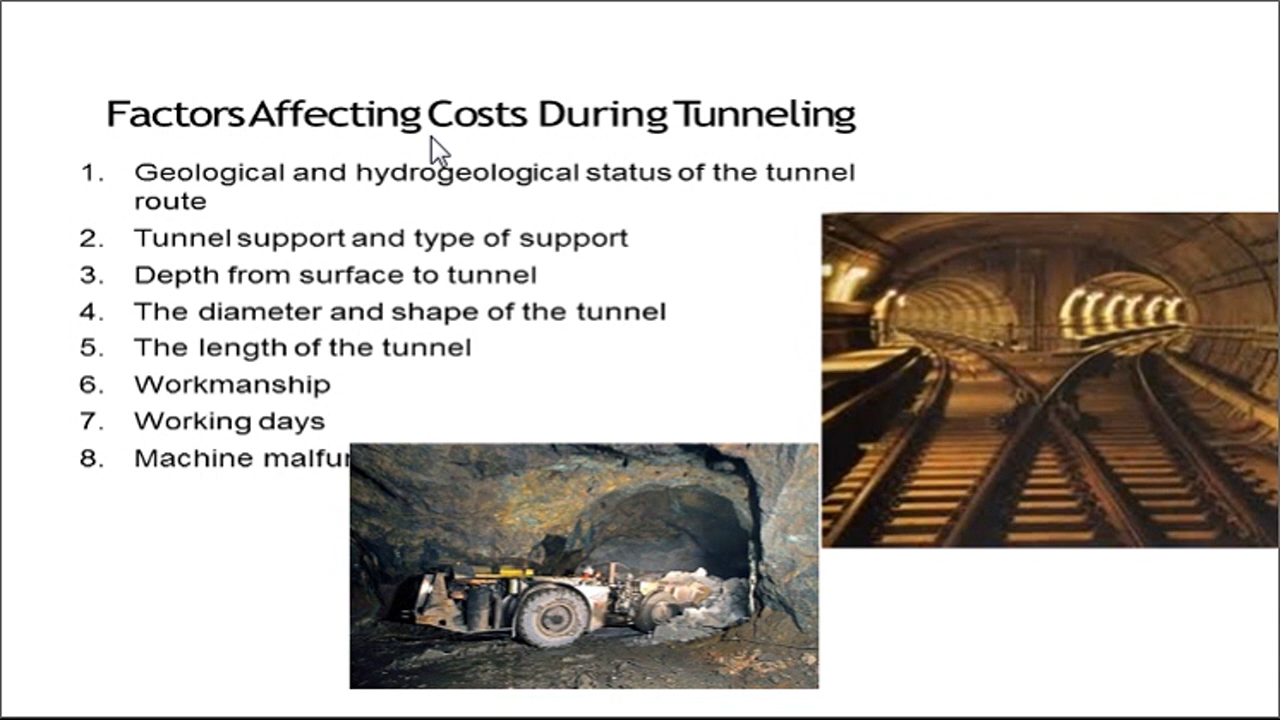 Factors Affecting Costs During Tunneling
1. Geological and hydrogeological status of the tunnel
route
2. Tunnel support and type of support
3. Depth from surface to tunnel
4. The diameter and shape of the tunnel
5. The length of the tunnel
6. Workmanship
7. Working days
8. Machine